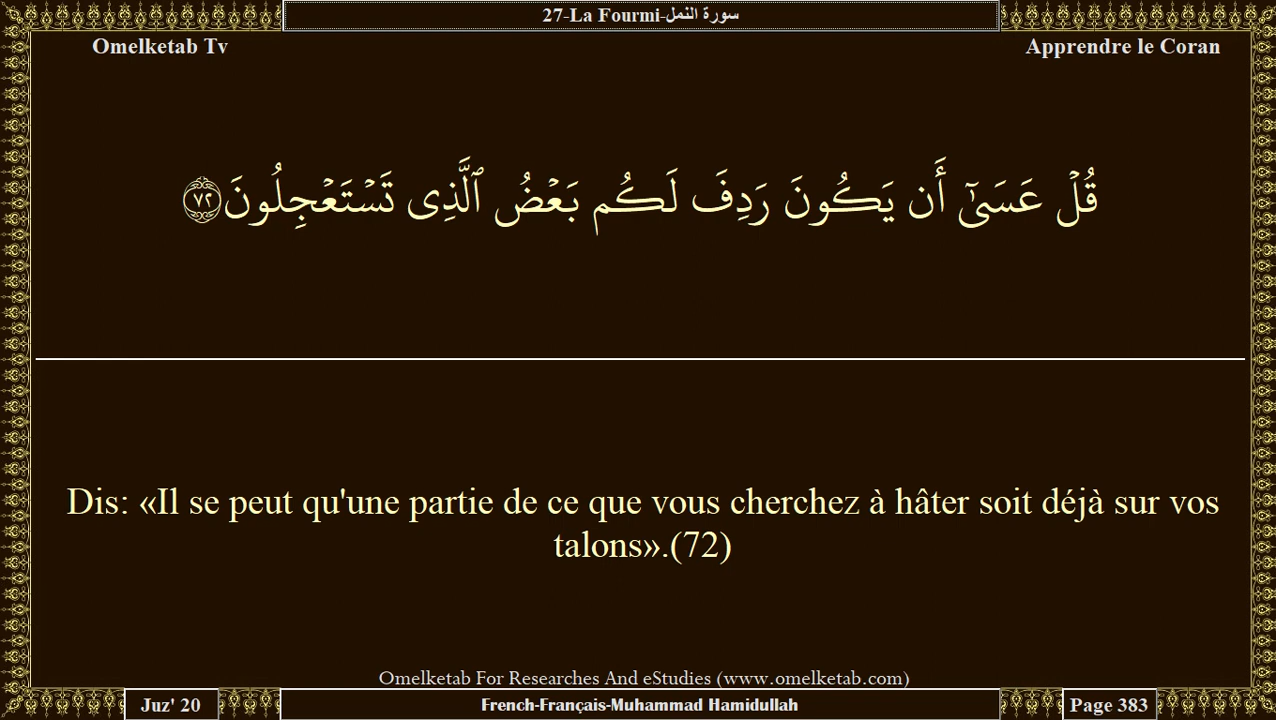 27-La Fourmi-سورة النمل
Omelketab Tv
Apprendre le Coran
قُلۡ عَسَىٰٓ أَن يَكُونَ رَدِفَ لَكُم بَعۡضُ ٱلَّذِى تَسۡتَعۡجِلُونَ ٧٢
Dis: «Il se peut qu'une partie de ce que vous cherchez à hâter soit déjà sur vos
talons».(72)
Omelketab For Researches And eStudies (www.omelketab.com)
Juz' 20
French-Français-Muhammad Hamidullah
Page 383